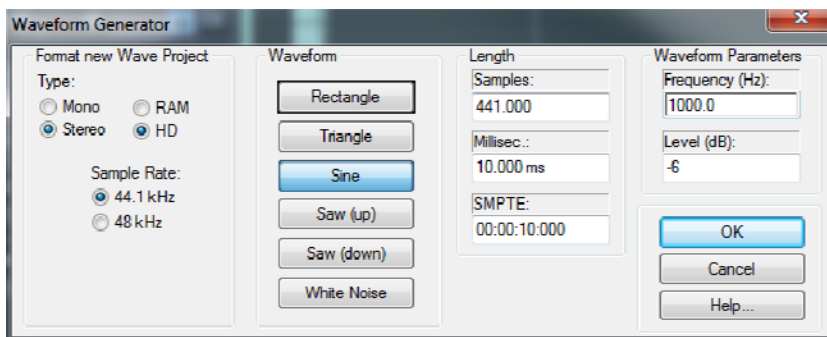 Waveform Generator
Format new Wave Project
Type:
Mono RAM
Stereo HD
Sample Rate:
44.1 kHz
48 kHz
Waveform
Rectangle
Triangle
Sine
Saw (up)
Saw (down)
White Noise
Length
Samples:
441.000
Millisec.:
10.000 ms
SMPTE:
00:00:10:000
Waveform Parameters
Frequency (Hz):
1000.0
Level (dB):
-6
OK
Cancel
Help...